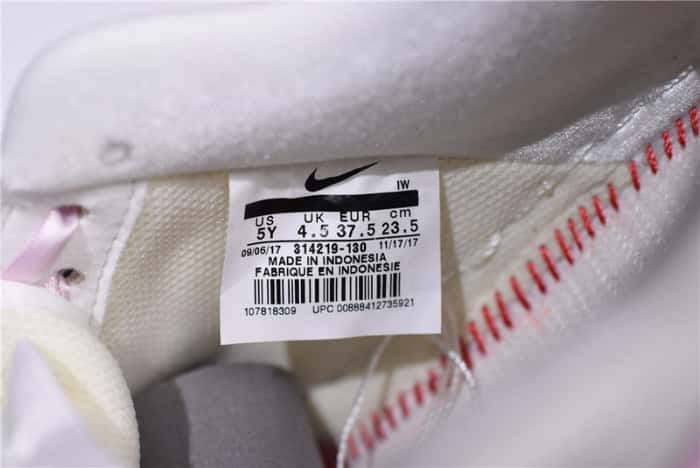 IW
US UK EUR cm
5Y 4.5 37.5 23.5
09/06/17 314219-130 11/17/17
MADE IN INDONESIA
FABRIQUE EN INDONESIE
107818309 UPC 00888412735921